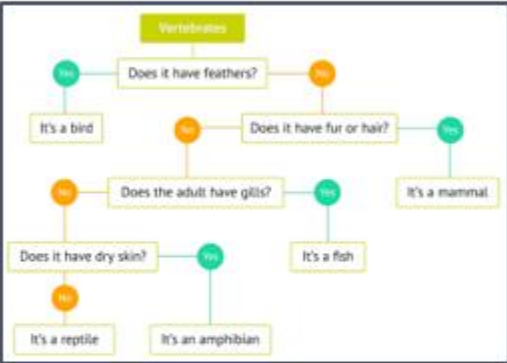 Vertebrates
Does it have feathers?
Yes
No
It's a bird
Does it have fur or hair?
No
Yes
Does the adult have gills?
It's a mammal
No
Yes
Does it have dry skin?
It's a fish
Yes
No
It's a reptile
It's an amphibian